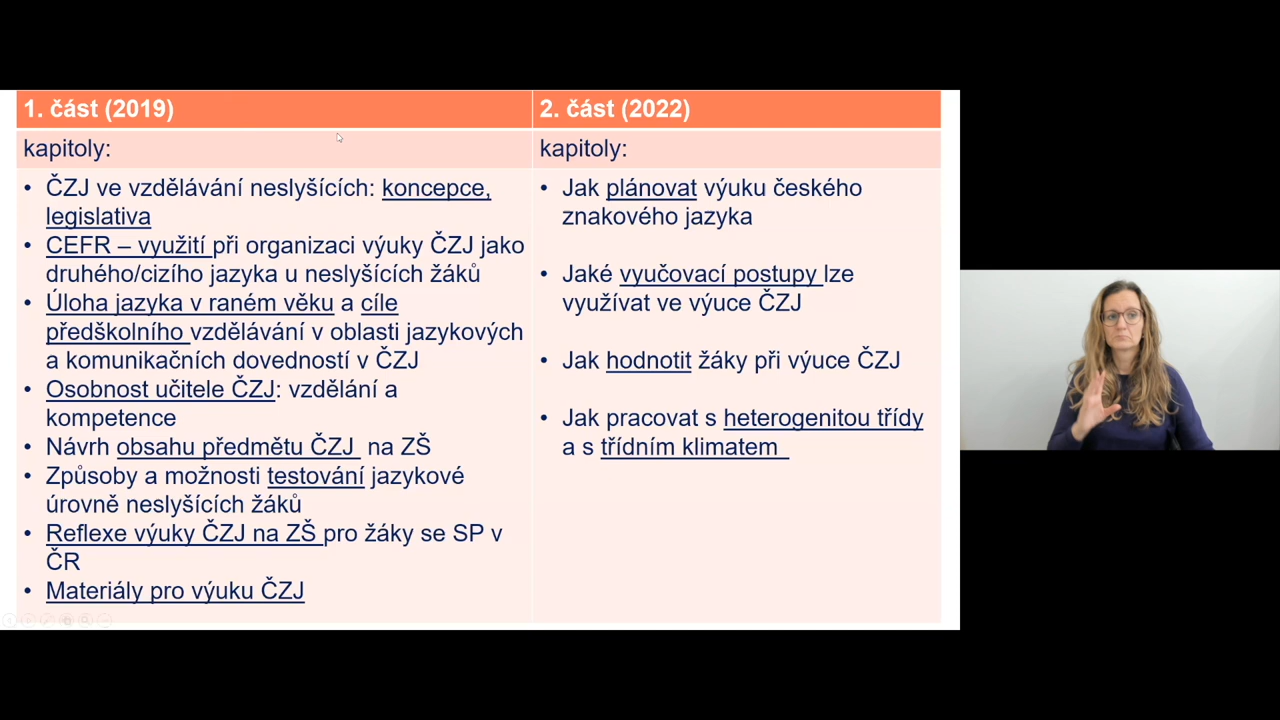 1. část (2019)
kapitoly:
• ČZJ ve vzdělávání neslyšících: koncepce,
legislativa
• CEFR – využití při organizaci výuky ČZJ jako
druhého/cizího jazyka u neslyšících žáků
• Úloha jazyka v raném věku a cíle
předškolního vzdělávání v oblasti jazykových
a komunikačních dovedností v ČZJ
• Osobnost učitele ČZJ: vzdělání a
kompetence
• Návrh obsahu předmětu ČZJ na ZŠ
• Způsoby a možnosti testování jazykové
úrovně neslyšících žáků
• Reflexe výuky ČZJ na ZŠ pro žáky se SP v
ČR
• Materiály pro výuku ČZJ
2. část (2022)
kapitoly:
• Jak plánovat výuku českého
znakového jazyka
• Jaké vyučovací postupy lze
využívat ve výuce ČZJ
• Jak hodnotit žáky při výuce ČZJ
• Jak pracovat s heterogenitou třídy
a s třídním klimatem